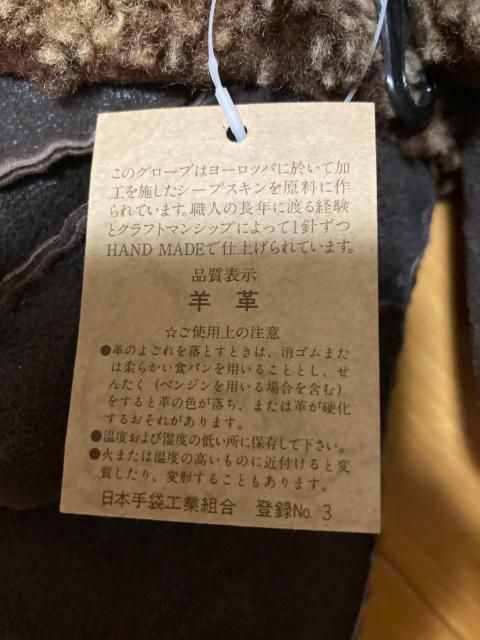 このグローブはヨーロッパに於いて加
工を施したシープスキンを原料に作
られています。職人の長年に渡る経験
とクラフトマンシップによって1針ずつ
HAND MADEで仕上げられています。
品質表示
羊 革
☆ご使用上の注意
●革のよごれを落とすときは、消ゴムまた
は柔らかい食パンを用いることとし、せ
んたく（ベンジンを用いる場合を含む）
をすると革の色が落ち、または革が硬化
するおそれがあります。
●温度および湿度の低い所に保存して下さい。
●火または温度の高いものに近付けると変
質したり、変形することもあります。
日本手袋工業組合 登録No. 3